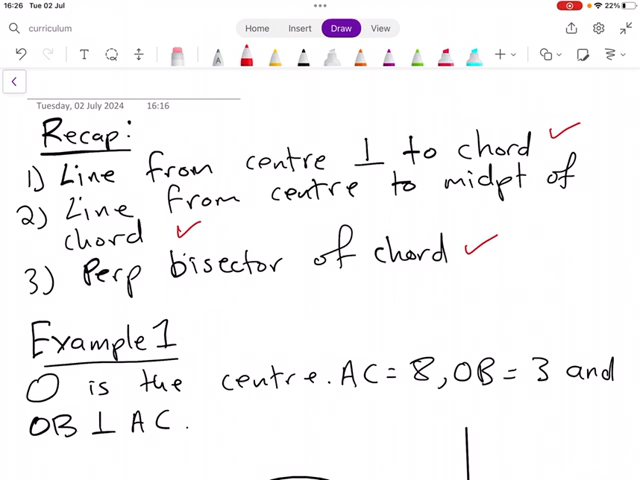 16:26 Tue 02 Jul
22%
curriculum
Home Insert Draw View
Tuesday, 02 July 2024 16:16
Recap:
1) Line from centre ⊥ to chord ✓
2) Line from centre to midpt of
chord ✓
3) Perp bisector of chord ✓
Example 1
O is the centre. AC = 8, OB = 3 and
OB ⊥ AC.